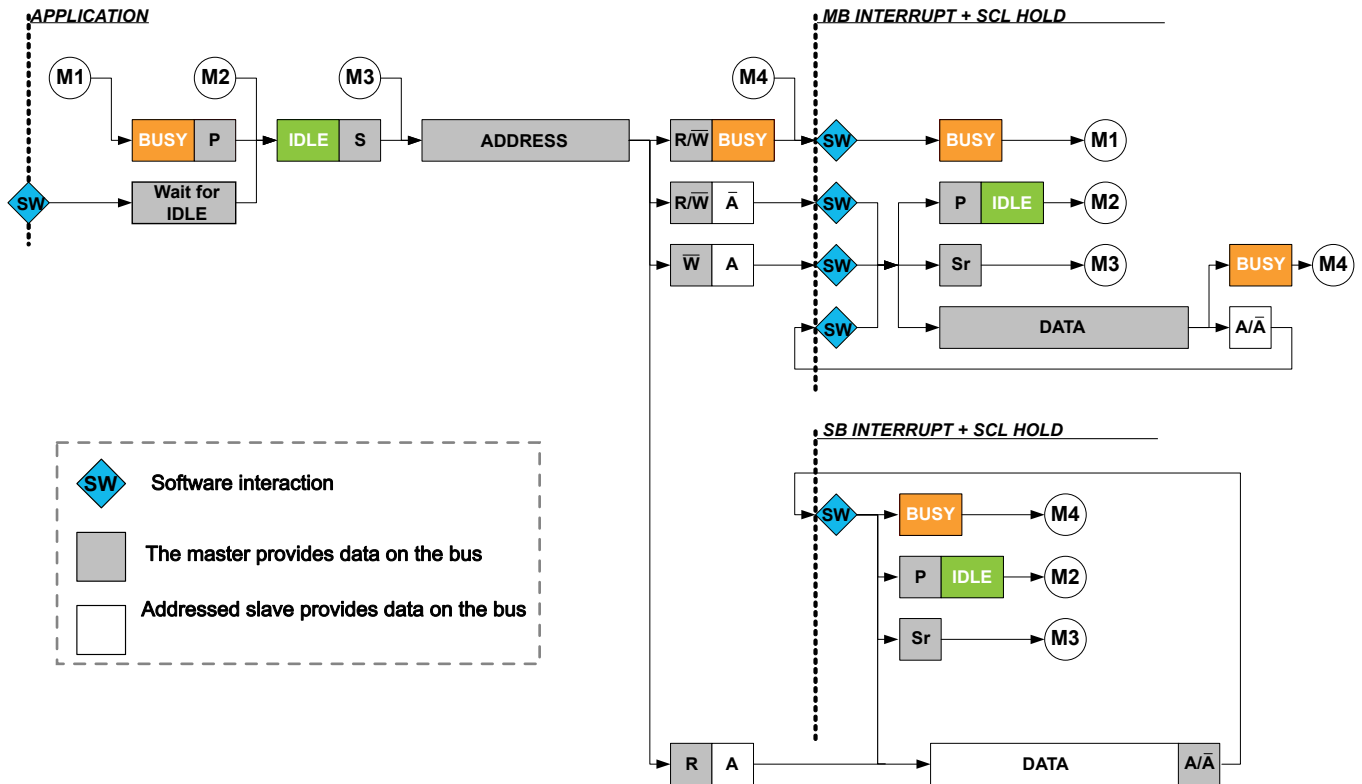 APPLICATION
MB INTERRUPT + SCL HOLD
M1
M2
M3
M4
BUSY P
IDLE S
ADDRESS
R/W̅ BUSY
SW
BUSY
M1
SW
Wait for
IDLE
R/W̅ A̅
SW
P IDLE
M2
W̅ A
SW
Sr
M3
BUSY
M4
SW
DATA
A/A̅
SB INTERRUPT + SCL HOLD
SW
Software interaction
The master provides data on the bus
Addressed slave provides data on the bus
SW
BUSY
M4
P IDLE
M2
Sr
M3
R A
DATA
A/A̅